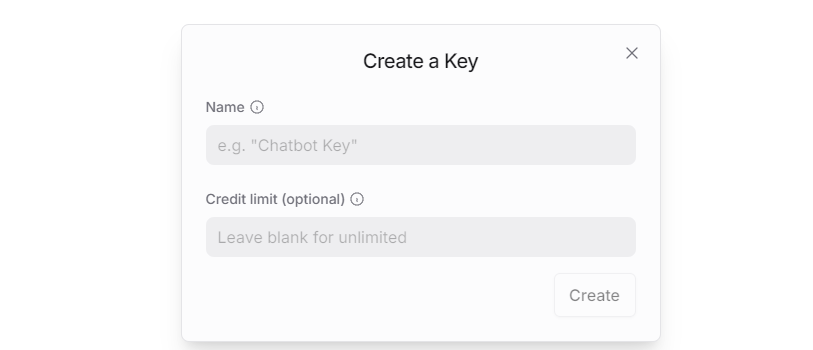 Create a Key
Name
e.g. "Chatbot Key"
Credit limit (optional)
Leave blank for unlimited
Create